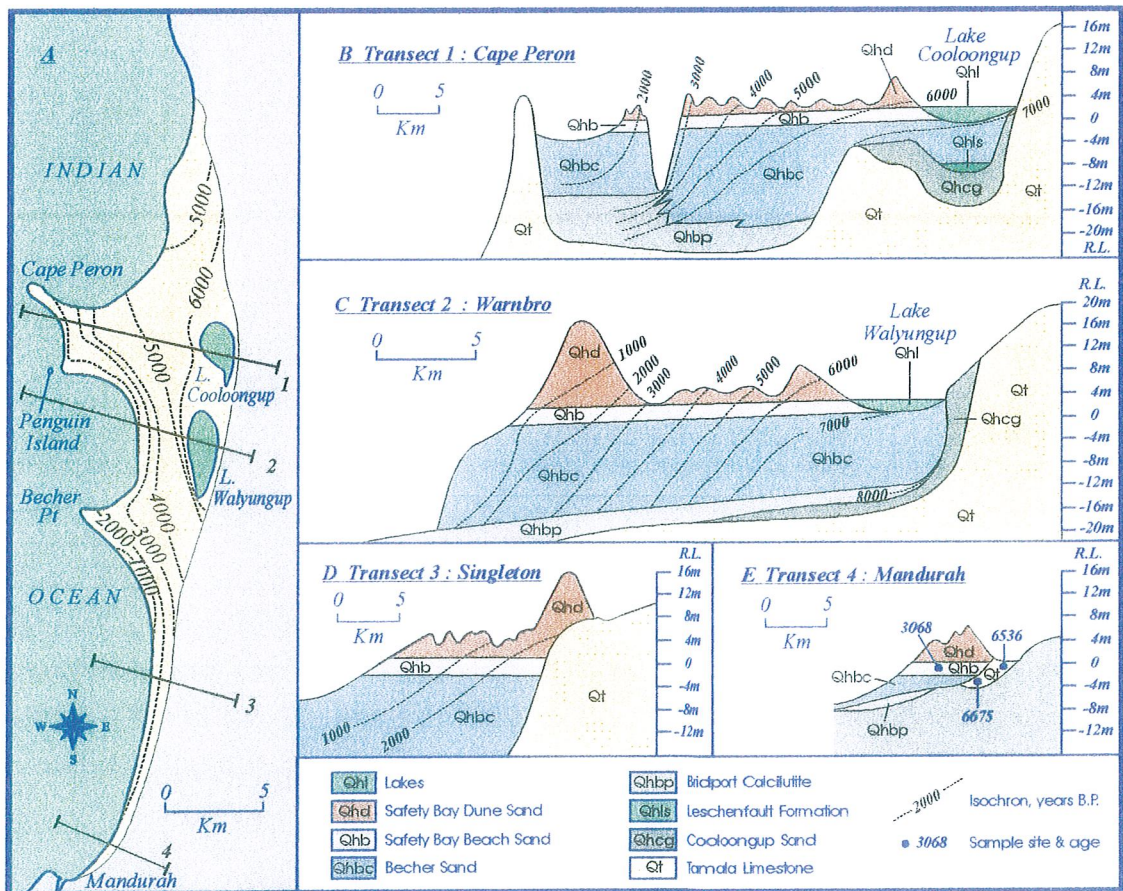 A
INDIAN
5000
6000
Cape Peron
5000
L. Cooloongup
1
Penguin Island
2
L. Walyungup
Becher Pt
4000
3000
2000
1000
OCEAN
N
W E
S
3
0 5
Km
4
Mandurah
B Transect 1 : Cape Peron
0 5
Km
Lake Cooloongup
Qhd
Qhl
2000
3000
4000
5000
6000
7000
Qhb
Qhb
Qhbc
Qhbc
Qhls
Qhcg
Qt
Qt
Qt
Qhbp
16m
12m
8m
4m
0
-4m
-8m
-12m
-16m
-20m
R.L.
C Transect 2 : Warnbro
0 5
Km
Lake Walyungup
Qhd
1000
2000
3000
4000
5000
6000
Qhl
Qhb
7000
Qhcg
Qt
Qhbc
Qhbc
8000
Qhbp
Qt
R.L.
20m
16m
12m
8m
4m
0
-4m
-8m
-12m
-16m
-20m
D Transect 3 : Singleton
0 5
Km
Qhd
Qhb
Qhbc
Qt
1000
2000
R.L.
16m
12m
8m
4m
0
-4m
-8m
-12m
E Transect 4 : Mandurah
0 5
Km
3068
6536
Qhd
Qhb
Qt
Qhbc
Qhbp
6675
R.L.
16m
12m
8m
4m
0
-4m
-8m
-12m
Qhl Lakes
Qhd Safety Bay Dune Sand
Qhb Safety Bay Beach Sand
Qhbc Becher Sand
Qhbp Bridport Calcilutite
Qhls Leschenfault Formation
Qhcg Cooloongup Sand
Qt Tamala Limestone
2000 Isochron, years B.P.
3068 Sample site & age